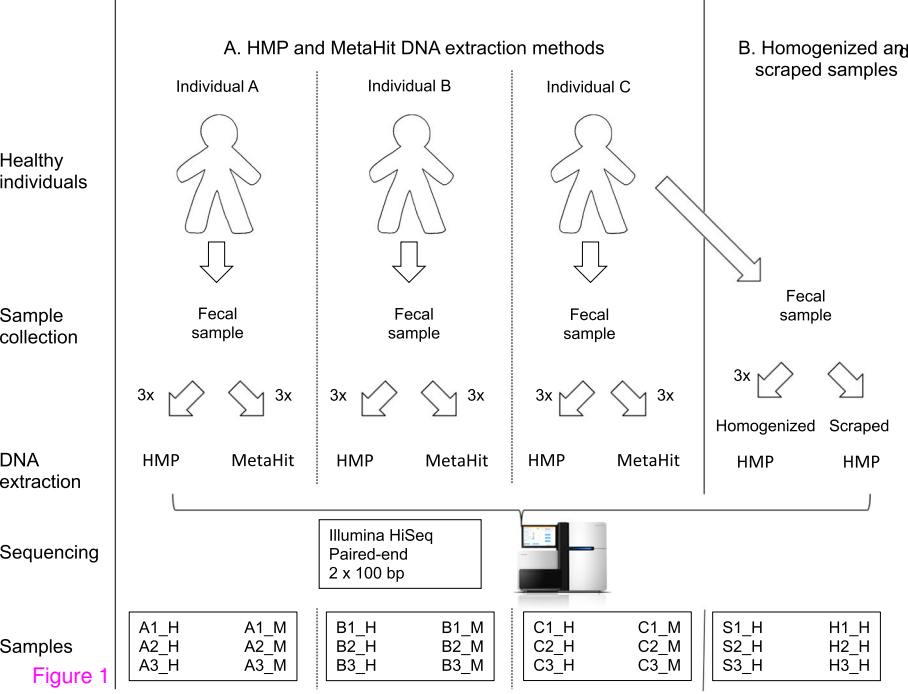 A. HMP and MetaHit DNA extraction methods
B. Homogenized and
scraped samples
Individual A
Individual B
Individual C
Healthy
individuals
Sample
collection
Fecal
sample
Fecal
sample
Fecal
sample
Fecal
sample
3x
3x
3x
3x
3x
3x
3x
Homogenized
Scraped
DNA
extraction
HMP
MetaHit
HMP
MetaHit
HMP
MetaHit
HMP
HMP
Sequencing
Illumina HiSeq
Paired-end
2 x 100 bp
Samples
A1_H
A1_M
A2_H
A2_M
A3_H
A3_M
B1_H
B1_M
B2_H
B2_M
B3_H
B3_M
C1_H
C1_M
C2_H
C2_M
C3_H
C3_M
S1_H
H1_H
S2_H
H2_H
S3_H
H3_H
Figure 1